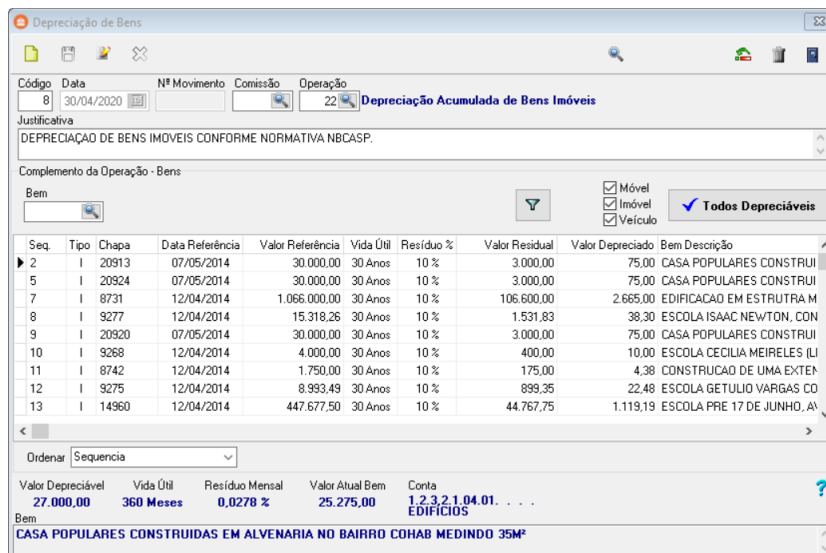 Depreciação de Bens
Código Data Nº Movimento Comissão Operação
8 30/04/2020 22 Depreciação Acumulada de Bens Imóveis
Justificativa
DEPRECIAÇAO DE BENS IMOVEIS CONFORME NORMATIVA NBCASP.
Complemento da Operação - Bens
Bem
Móvel
Imóvel
Veículo
Todos Depreciáveis
Seq. Tipo Chapa Data Referência Valor Referência Vida Útil Resíduo % Valor Residual Valor Depreciado Bem Descrição
2 I 20913 07/05/2014 30.000,00 30 Anos 10 % 3.000,00 75,00 CASA POPULARES CONSTRUI
5 I 20924 07/05/2014 30.000,00 30 Anos 10 % 3.000,00 75,00 CASA POPULARES CONSTRUI
7 I 8731 12/04/2014 1.066.000,00 30 Anos 10 % 106.600,00 2.665,00 EDIFICACAO EM ESTRUTRA M
8 I 9277 12/04/2014 15.318,26 30 Anos 10 % 1.531,83 38,30 ESCOLA ISAAC NEWTON, CON
9 I 20920 07/05/2014 30.000,00 30 Anos 10 % 3.000,00 75,00 CASA POPULARES CONSTRUI
10 I 9268 12/04/2014 4.000,00 30 Anos 10 % 400,00 10,00 ESCOLA CECILIA MEIRELES (LI
11 I 8742 12/04/2014 1.750,00 30 Anos 10 % 175,00 4,38 CONSTRUCAO DE UMA EXTEN
12 I 9275 12/04/2014 8.993,49 30 Anos 10 % 899,35 22,48 ESCOLA GETULIO VARGAS CO
13 I 14960 12/04/2014 447.677,50 30 Anos 10 % 44.767,75 1.119,19 ESCOLA PRE 17 DE JUNHO, AV
Ordenar Sequencia
Valor Depreciável Vida Útil Resíduo Mensal Valor Atual Bem Conta
27.000,00 360 Meses 0,0278 % 25.275,00 1.2.3.2.1.04.01. . . .
EDIFICIOS
Bem
CASA POPULARES CONSTRUIDAS EM ALVENARIA NO BAIRRO COHAB MEDINDO 35M²